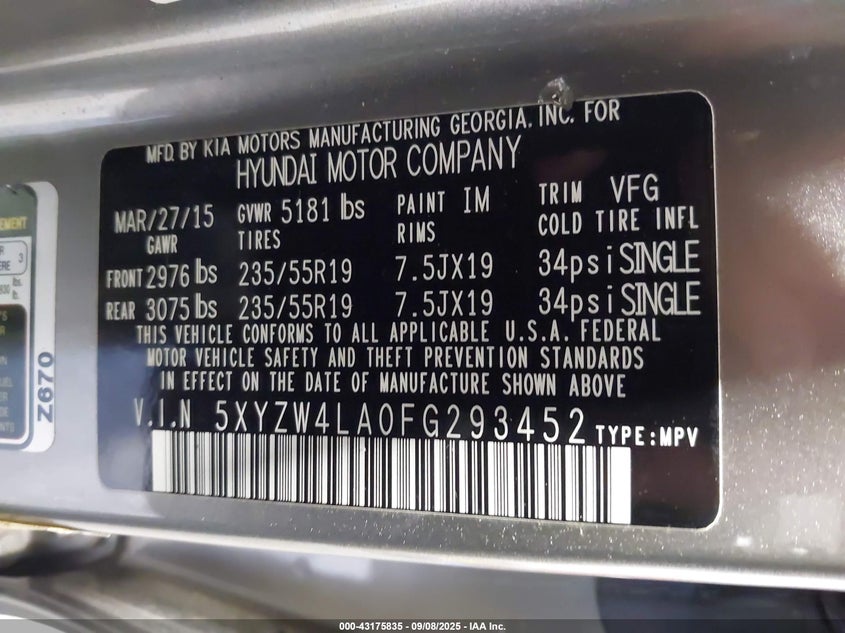 MFD. BY KIA MOTORS MANUFACTURING GEORGIA, INC. FOR
HYUNDAI MOTOR COMPANY
MAR/27/15 GVWR 5181 lbs PAINT IM TRIM VFG
GAWR TIRES RIMS COLD TIRE INFL
FRONT 2976 lbs 235/55R19 7.5JX19 34psi SINGLE
REAR 3075 lbs 235/55R19 7.5JX19 34psi SINGLE
THIS VEHICLE CONFORMS TO ALL APPLICABLE U.S.A. FEDERAL
MOTOR VEHICLE SAFETY AND THEFT PREVENTION STANDARDS
IN EFFECT ON THE DATE OF MANUFACTURE SHOWN ABOVE
V.I.N 5XYZW4LA0FG293452 TYPE:MPV
3
Z670
000-43175835 - 09/08/2025 - IAA Inc.